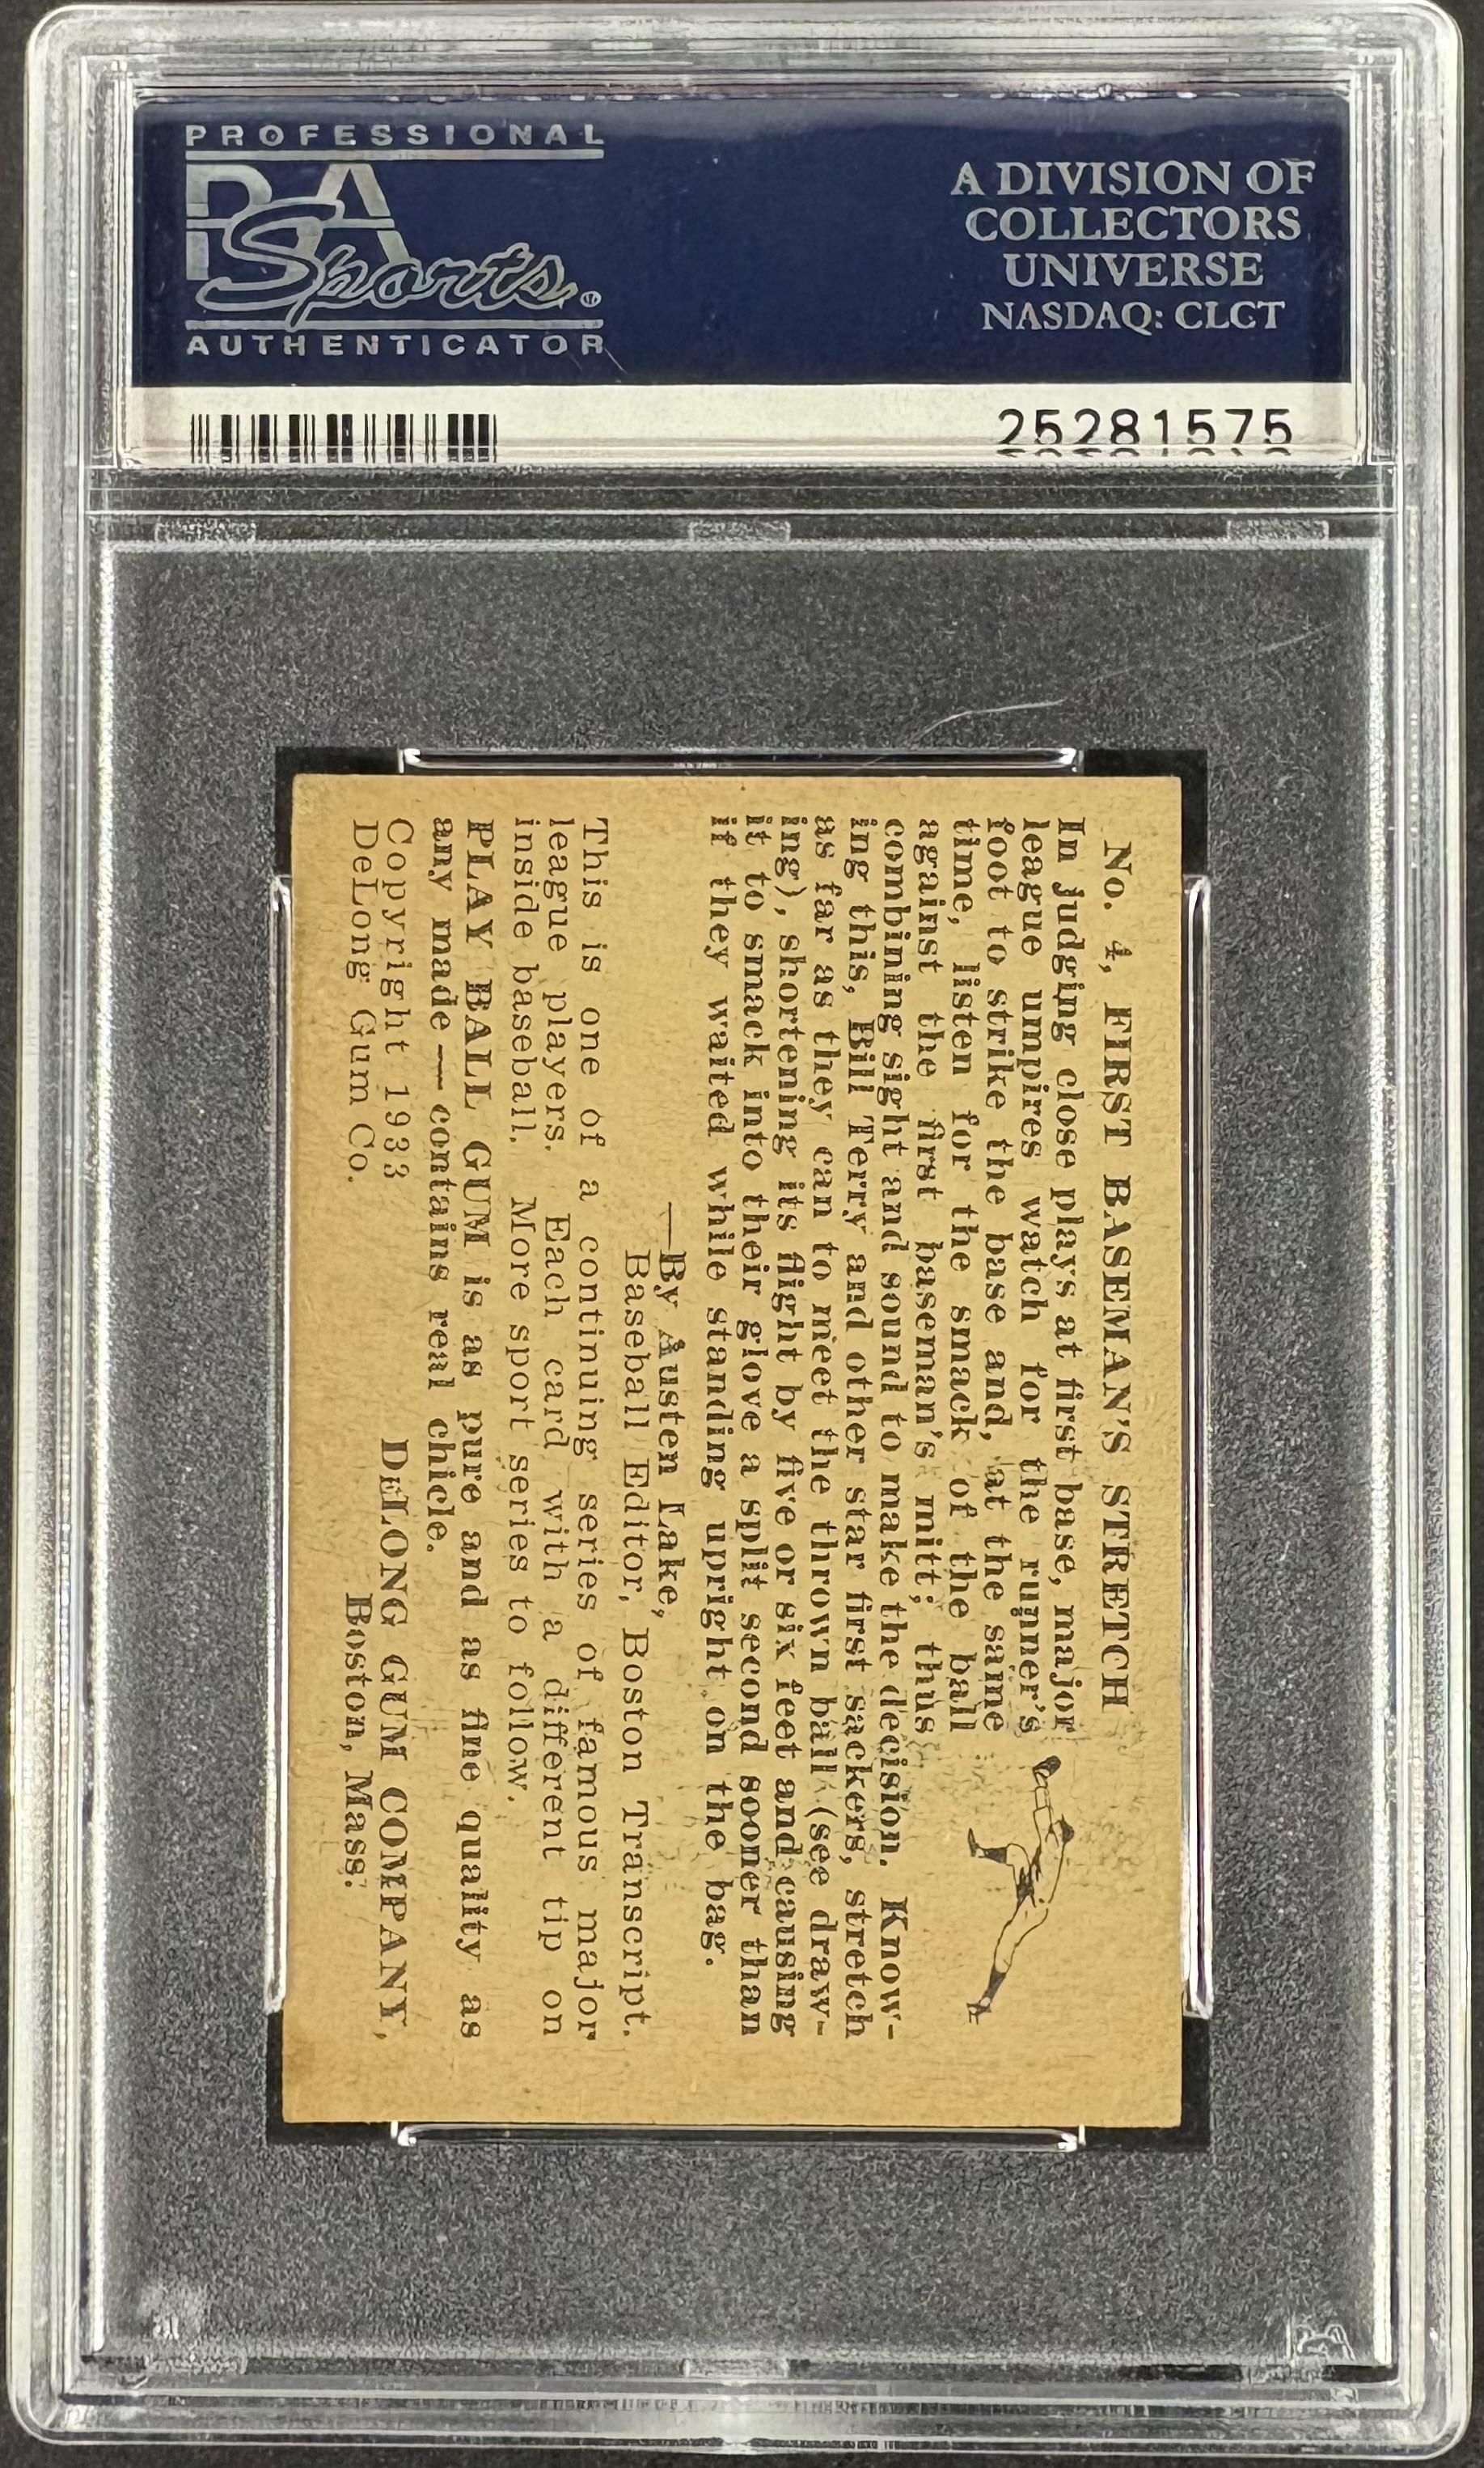 PROFESSIONAL
PSA
Sports
AUTHENTICATOR
A DIVISION OF
COLLECTORS
UNIVERSE
NASDAQ: CLCT
25281575
No. 4, FIRST BASEMAN'S STRETCH
In judging close plays at first base, major
league umpires watch for the runner's
foot to strike the base and, at the same
time, listen for the smack of the ball
against the first baseman's mitt; thus
combining sight and sound to make the decision. Know-
ing this, Bill Terry and other star first sackers, stretch
as far as they can to meet the thrown ball (see draw-
ing), shortening its flight by five or six feet and causing
it to smack into their glove a split second sooner than
if they waited while standing upright on the bag.
—By Austen Lake,
Baseball Editor, Boston Transcript.
This is one of a continuing series of famous major
league players. Each card with a different tip on
inside baseball. More sport series to follow.
PLAY BALL GUM is as pure and as fine quality as
any made — contains real chicle.
Copyright 1933
DeLong Gum Co.
DELONG GUM COMPANY,
Boston, Mass.